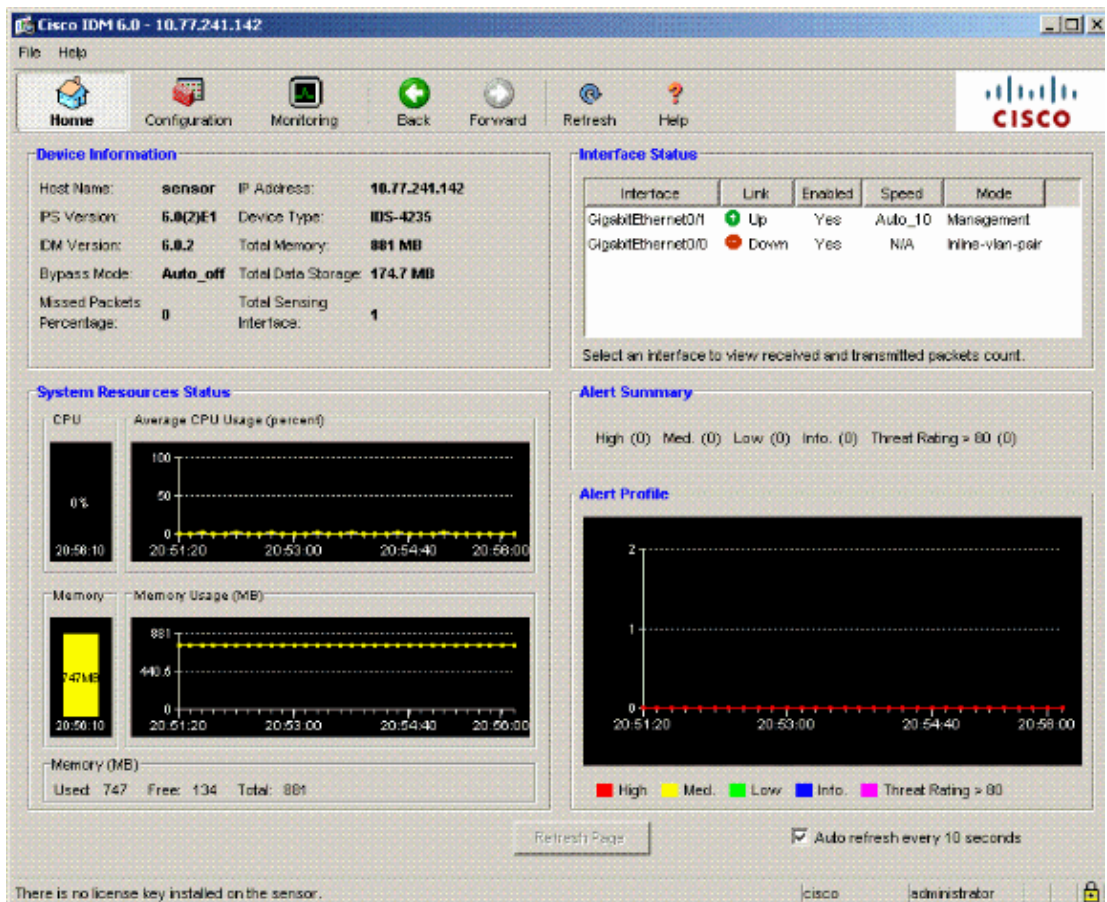 Cisco IDM 6.0 - 10.77.241.142
File Help
Home Configuration Monitoring Back Forward Refresh Help
CISCO
Device Information
Host Name: sensor IP Address: 10.77.241.142
IPS Version: 6.0(2)E1 Device Type: IDS-4235
IDM Version: 6.0.2 Total Memory: 881 MB
Bypass Mode: Auto_off Total Data Storage: 174.7 MB
Missed Packets Percentage: 0 Total Sensing Interface: 1
Interface Status
Interface Link Enabled Speed Mode
GigabitEthernet0/1 Up Yes Auto_10 Management
GigabitEthernet0/0 Down Yes N/A Inline-vlan-pair
Select an interface to view received and transmitted packets count.
System Resources Status
CPU
0%
20:56:10
Average CPU Usage (percent)
100
50
0
20:51:20 20:53:00 20:54:40 20:56:00
Memory
747MB
20:56:10
Memory Usage (MB)
881
440.5
0
20:51:20 20:53:00 20:54:40 20:56:00
Memory (MB)
Used: 747 Free: 134 Total: 881
Alert Summary
High (0) Med. (0) Low (0) Info. (0) Threat Rating > 80 (0)
Alert Profile
2
1
0
20:51:20 20:53:00 20:54:40 20:56:00
High Med. Low Info. Threat Rating > 80
Refresh Page
Auto refresh every 10 seconds
There is no license key installed on the sensor.
cisco administrator